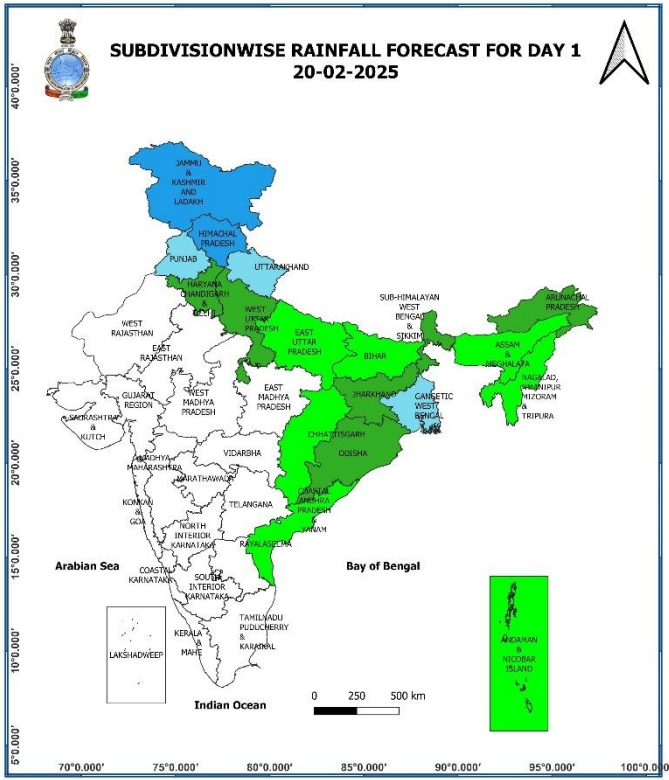 SUBDIVISIONWISE RAINFALL FORECAST FOR DAY 1
20-02-2025
40°0.000'
35°0.000'
30°0.000'
25°0.000'
20°0.000'
15°0.000'
10°0.000'
5°0.000'
JAMMU
&
KASHMIR
AND
LADAKH
HIMACHAL
PRADESH
PUNJAB
UTTARAKHAND
HARYANA
CHANDIGARH
&
DELHI
WEST
UTTAR
PRADESH
EAST
UTTAR
PRADESH
BIHAR
SUB-HIMALAYAN
WEST
BENGAL
&
SIKKIM
ARUNACHAL
PRADESH
ASSAM
&
MEGHALAYA
NAGALAD,
MANIPUR
MIZORAM
&
TRIPURA
WEST
RAJASTHAN
EAST
RAJASTHAN
GUJARAT
REGION
SAURASHTRA
&
KUTCH
WEST
MADHYA
PRADESH
EAST
MADHYA
PRADESH
JHARKHAND
GANGETIC
WEST
BENGAL
CHHATTISGARH
ODISHA
VIDARBHA
MADHYA
MAHARASHTRA
MARATHAWADA
KONKAN
&
GOA
TELANGANA
COASTAL
ANDHRA
PRADESH
&
YANAM
RAYALASEEMA
NORTH
INTERIOR
KARNATAKA
COASTAL
KARNATAKA
SOUTH
INTERIOR
KARNATAKA
TAMILNADU
PUDUCHERRY
&
KARAIKAL
KERALA
&
MAHE
LAKSHADWEEP
ANDAMAN
&
NICOBAR
ISLAND
Arabian Sea
Bay of Bengal
Indian Ocean
0 250 500 km
70°0.000' 75°0.000' 80°0.000' 85°0.000' 90°0.000' 95°0.000' 100°0.000